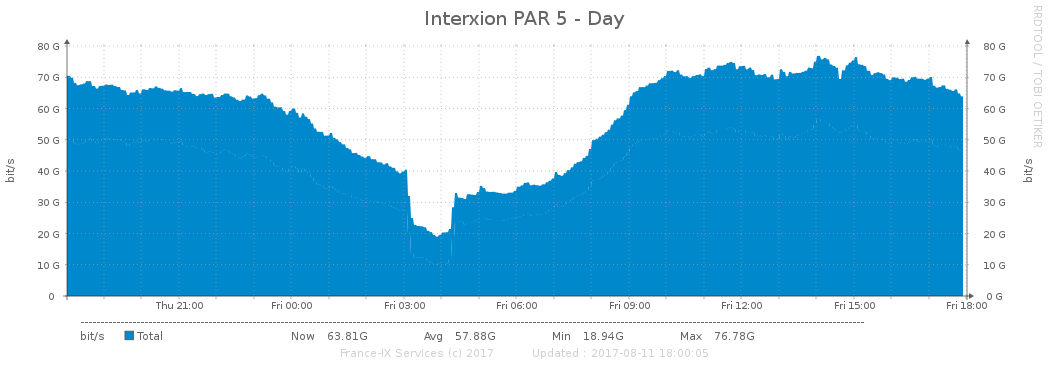 Interxion PAR 5 - Day
RRDTOOL / TOBI OETIKER
bit/s
80 G 80 G
70 G 70 G
60 G 60 G
50 G 50 G
40 G 40 G
30 G 30 G
20 G 20 G
10 G 10 G
0 0 G
bit/s
Thu 21:00 Fri 00:00 Fri 03:00 Fri 06:00 Fri 09:00 Fri 12:00 Fri 15:00 Fri 18:00
bit/s Total Now 63.81G Avg 57.88G Min 18.94G Max 76.78G
France-IX Services (c) 2017 Updated : 2017-08-11 18:00:05